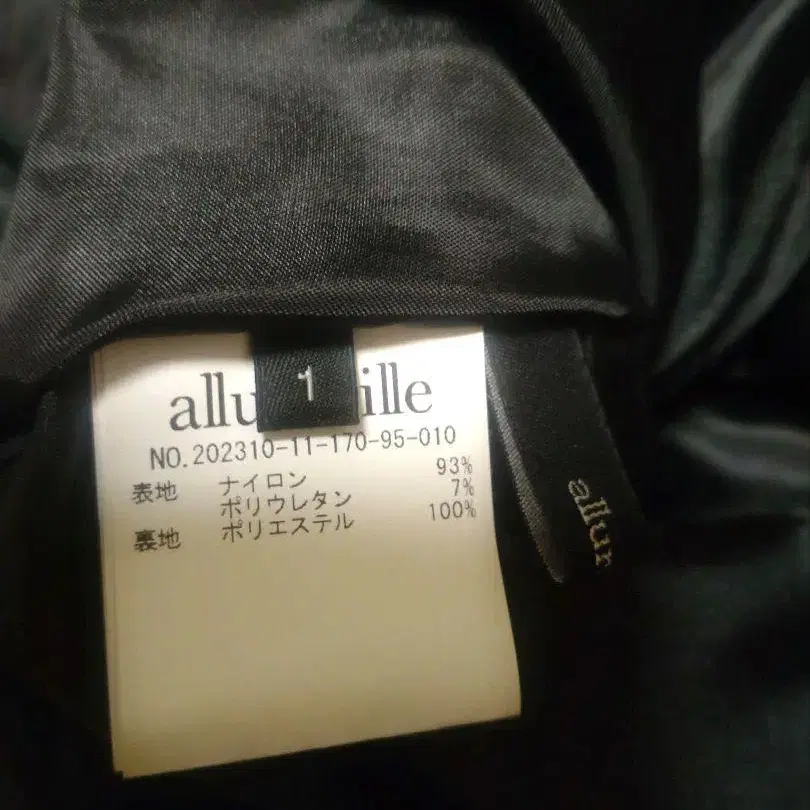 1
allu ille
NO.202310-11-170-95-010
表地 ナイロン 93%
ポリウレタン 7%
裏地 ポリエステル 100%
allur